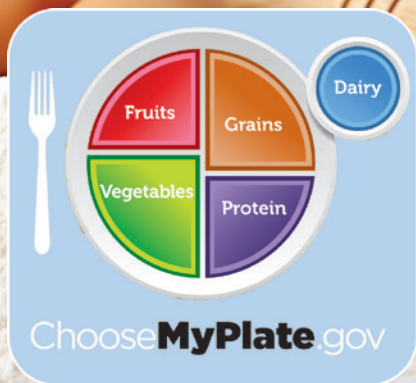 Fruits
Grains
Dairy
Vegetables
Protein
ChooseMyPlate.gov